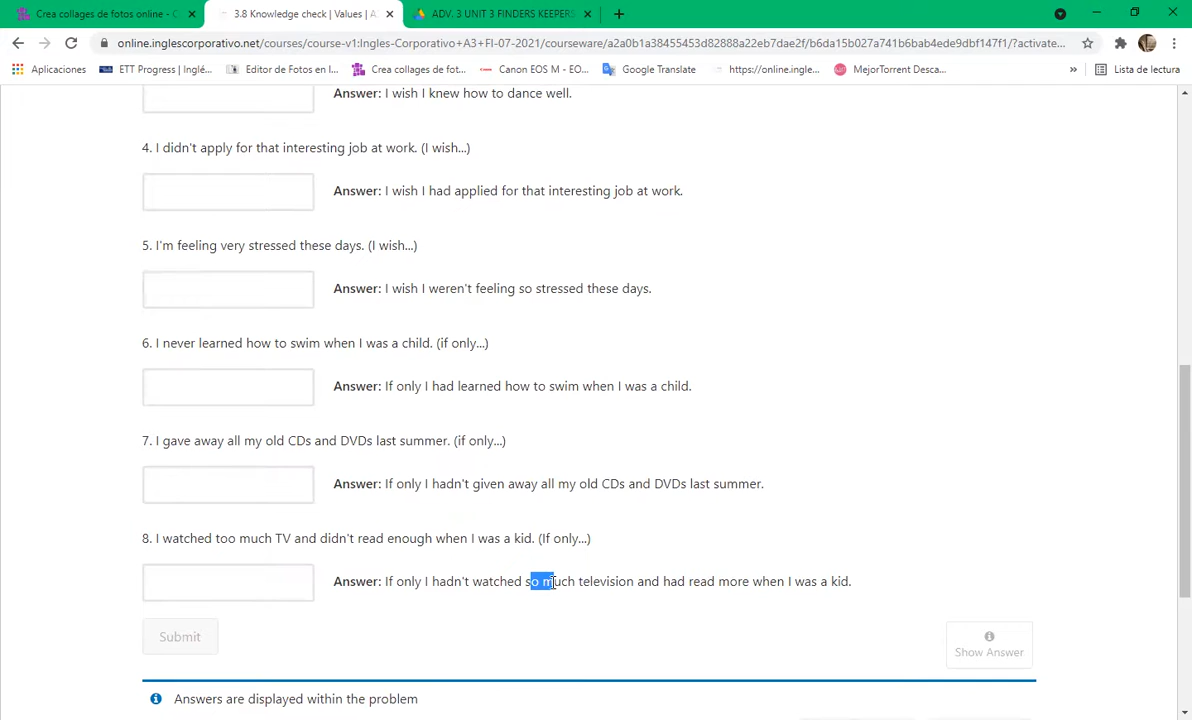 Crea collages de fotos online - C
3.8 Knowledge check | Values | A
ADV. 3 UNIT 3 FINDERS KEEPERS
online.inglescorporativo.net/courses/course-v1:Ingles-Corporativo+A3+FI-07-2021/courseware/a2a0b1a38455453d82888a22eb7dae2f/b6da15b027a741b6bab4ede9dbf147f1/?activate...
Aplicaciones
ETT Progress | Inglé...
Editor de Fotos en l...
Crea collages de fot...
Canon EOS M - EO...
Google Translate
https://online.ingle...
MejorTorrent Desca...
»
Lista de lectura
Answer: I wish I knew how to dance well.
4. I didn't apply for that interesting job at work. (I wish...)
Answer: I wish I had applied for that interesting job at work.
5. I'm feeling very stressed these days. (I wish...)
Answer: I wish I weren't feeling so stressed these days.
6. I never learned how to swim when I was a child. (if only...)
Answer: If only I had learned how to swim when I was a child.
7. I gave away all my old CDs and DVDs last summer. (if only...)
Answer: If only I hadn't given away all my old CDs and DVDs last summer.
8. I watched too much TV and didn't read enough when I was a kid. (If only...)
Answer: If only I hadn't watched so much television and had read more when I was a kid.
Submit
Show Answer
Answers are displayed within the problem